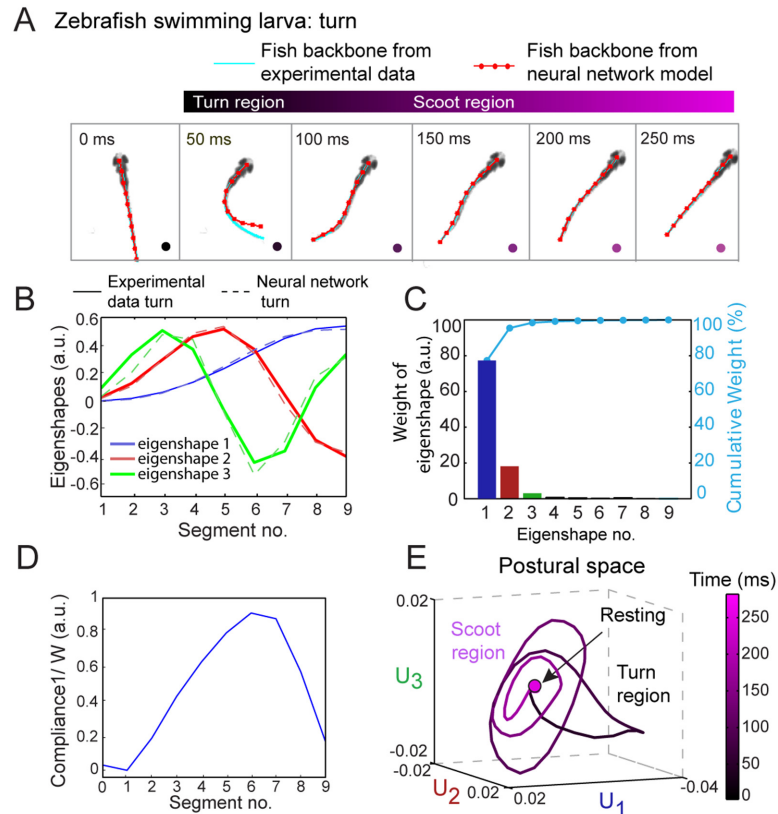 A Zebrafish swimming larva: turn
Fish backbone from experimental data
Fish backbone from neural network model
Turn region
Scoot region
0 ms
50 ms
100 ms
150 ms
200 ms
250 ms
B
Experimental data turn
Neural network turn
Eigenshapes (a.u.)
0.6
0.4
0.2
0
-0.2
-0.4
-0.6
eigenshape 1
eigenshape 2
eigenshape 3
1 2 3 4 5 6 7 8 9
Segment no.
C
Weight of eigenshape (a.u.)
100
80
60
40
20
0
Cumulative Weight (%)
100
80
60
40
20
0
1 2 3 4 5 6 7 8 9
Eigenshape no.
D
Compliance1/ W (a.u.)
1
0.8
0.6
0.4
0.2
0
0 1 2 3 4 5 6 7 8 9
Segment no.
E
Postural space
Time (ms)
0.02
Scoot region
Resting
Turn region
U3
-0.02
-0.02
U2
0.02
0.02
U1
-0.04
250
200
150
100
50
0